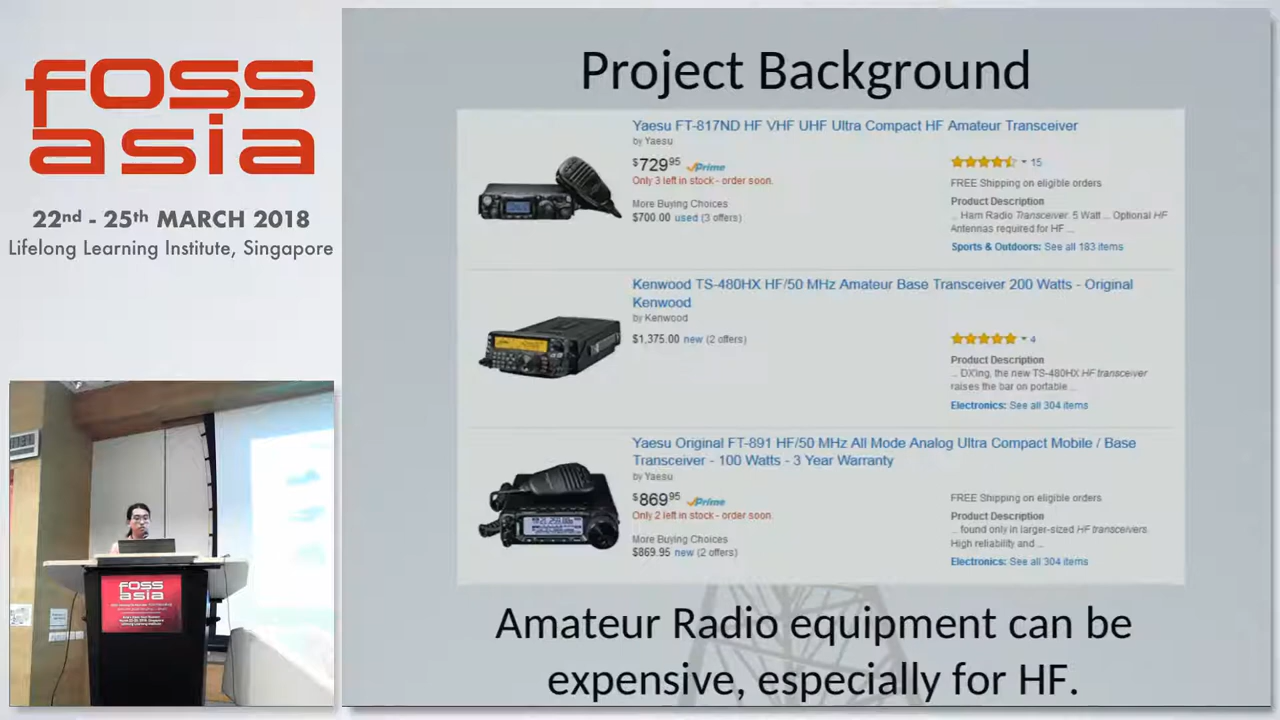 foss
asia
22nd - 25th MARCH 2018
Lifelong Learning Institute, Singapore
Project Background
Yaesu FT-817ND HF VHF UHF Ultra Compact HF Amateur Transceiver
by Yaesu
$729.95 Prime
Only 3 left in stock - order soon.
More Buying Choices
$700.00 used (3 offers)
15
FREE Shipping on eligible orders
Product Description
... Ham Radio Transceiver. 5 Watt ... Optional HF
Antennas required for HF ...
Sports & Outdoors: See all 183 items
Kenwood TS-480HX HF/50 MHz Amateur Base Transceiver 200 Watts - Original
Kenwood
by Kenwood
$1,375.00 new (2 offers)
4
Product Description
... DXing, the new TS-480HX HF transceiver
raises the bar on portable ...
Electronics: See all 304 items
Yaesu Original FT-891 HF/50 MHz All Mode Analog Ultra Compact Mobile / Base
Transceiver - 100 Watts - 3 Year Warranty
by Yaesu
$869.95 Prime
Only 2 left in stock - order soon.
More Buying Choices
$869.95 new (2 offers)
FREE Shipping on eligible orders
Product Description
... found only in larger-sized HF transceivers.
High reliability and ...
Electronics: See all 304 items
Amateur Radio equipment can be
expensive, especially for HF.
foss
asia